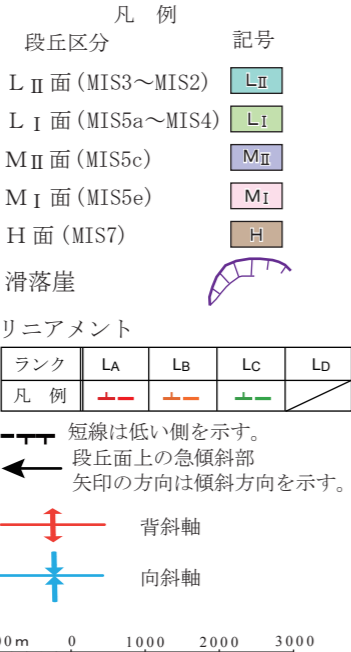 凡 例
段丘区分 記号
LⅡ面(MIS3～MIS2) LⅡ
LⅠ面(MIS5a～MIS4) LⅠ
MⅡ面(MIS5c) MⅡ
MⅠ面(MIS5e) MⅠ
H面(MIS7) H
滑落崖
リニアメント
ランク LA LB LC LD
凡 例
短線は低い側を示す。
段丘面上の急傾斜部
矢印の方向は傾斜方向を示す。
背斜軸
向斜軸
00m 0 1000 2000 3000